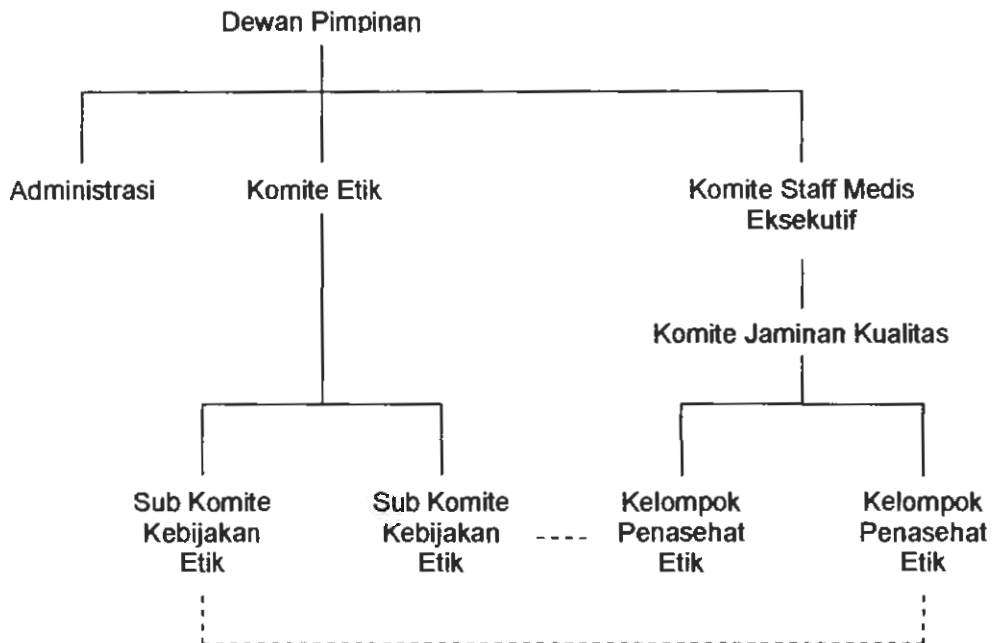 Dewan Pimpinan
Administrasi
Komite Etik
Komite Staff Medis
Eksekutif
Komite Jaminan Kualitas
Sub Komite
Kebijakan
Etik
Sub Komite
Kebijakan
Etik
Kelompok
Penasehat
Etik
Kelompok
Penasehat
Etik